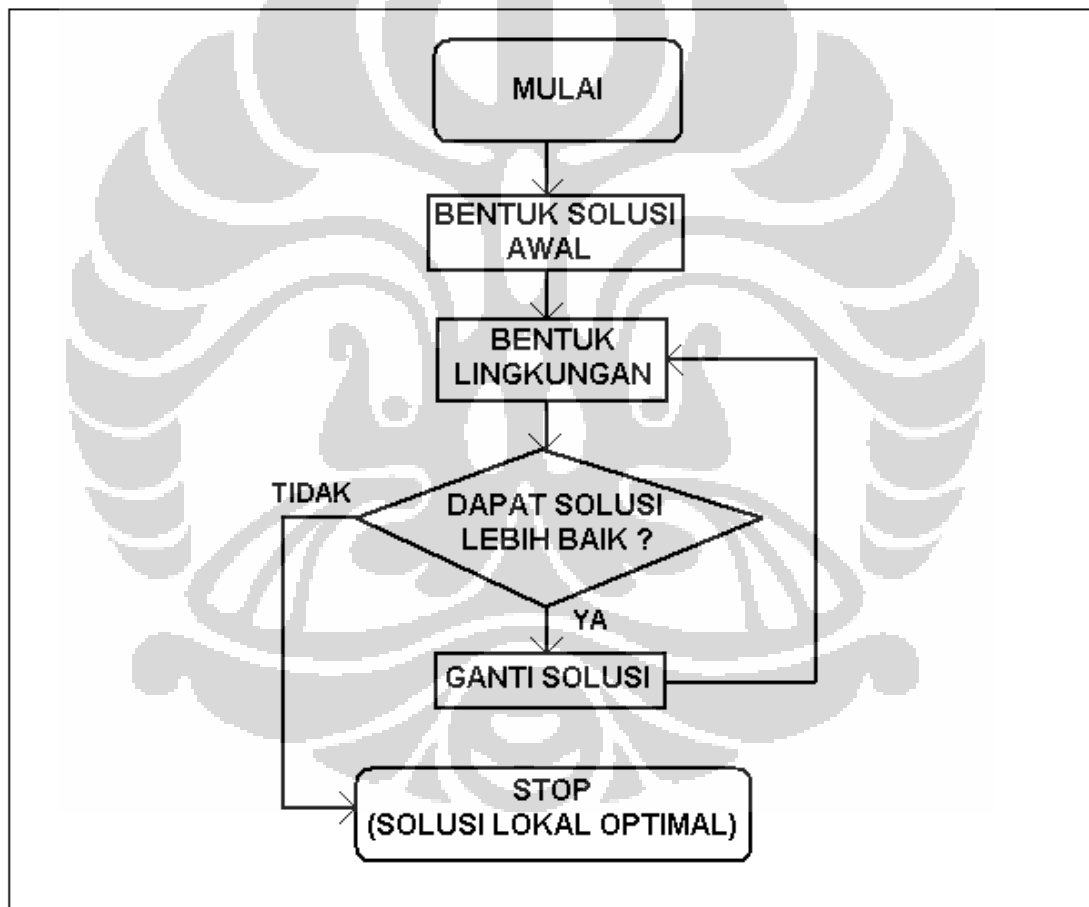 MULAI
BENTUK SOLUSI
AWAL
BENTUK
LINGKUNGAN
TIDAK
DAPAT SOLUSI
LEBIH BAIK ?
YA
GANTI SOLUSI
STOP
(SOLUSI LOKAL OPTIMAL)